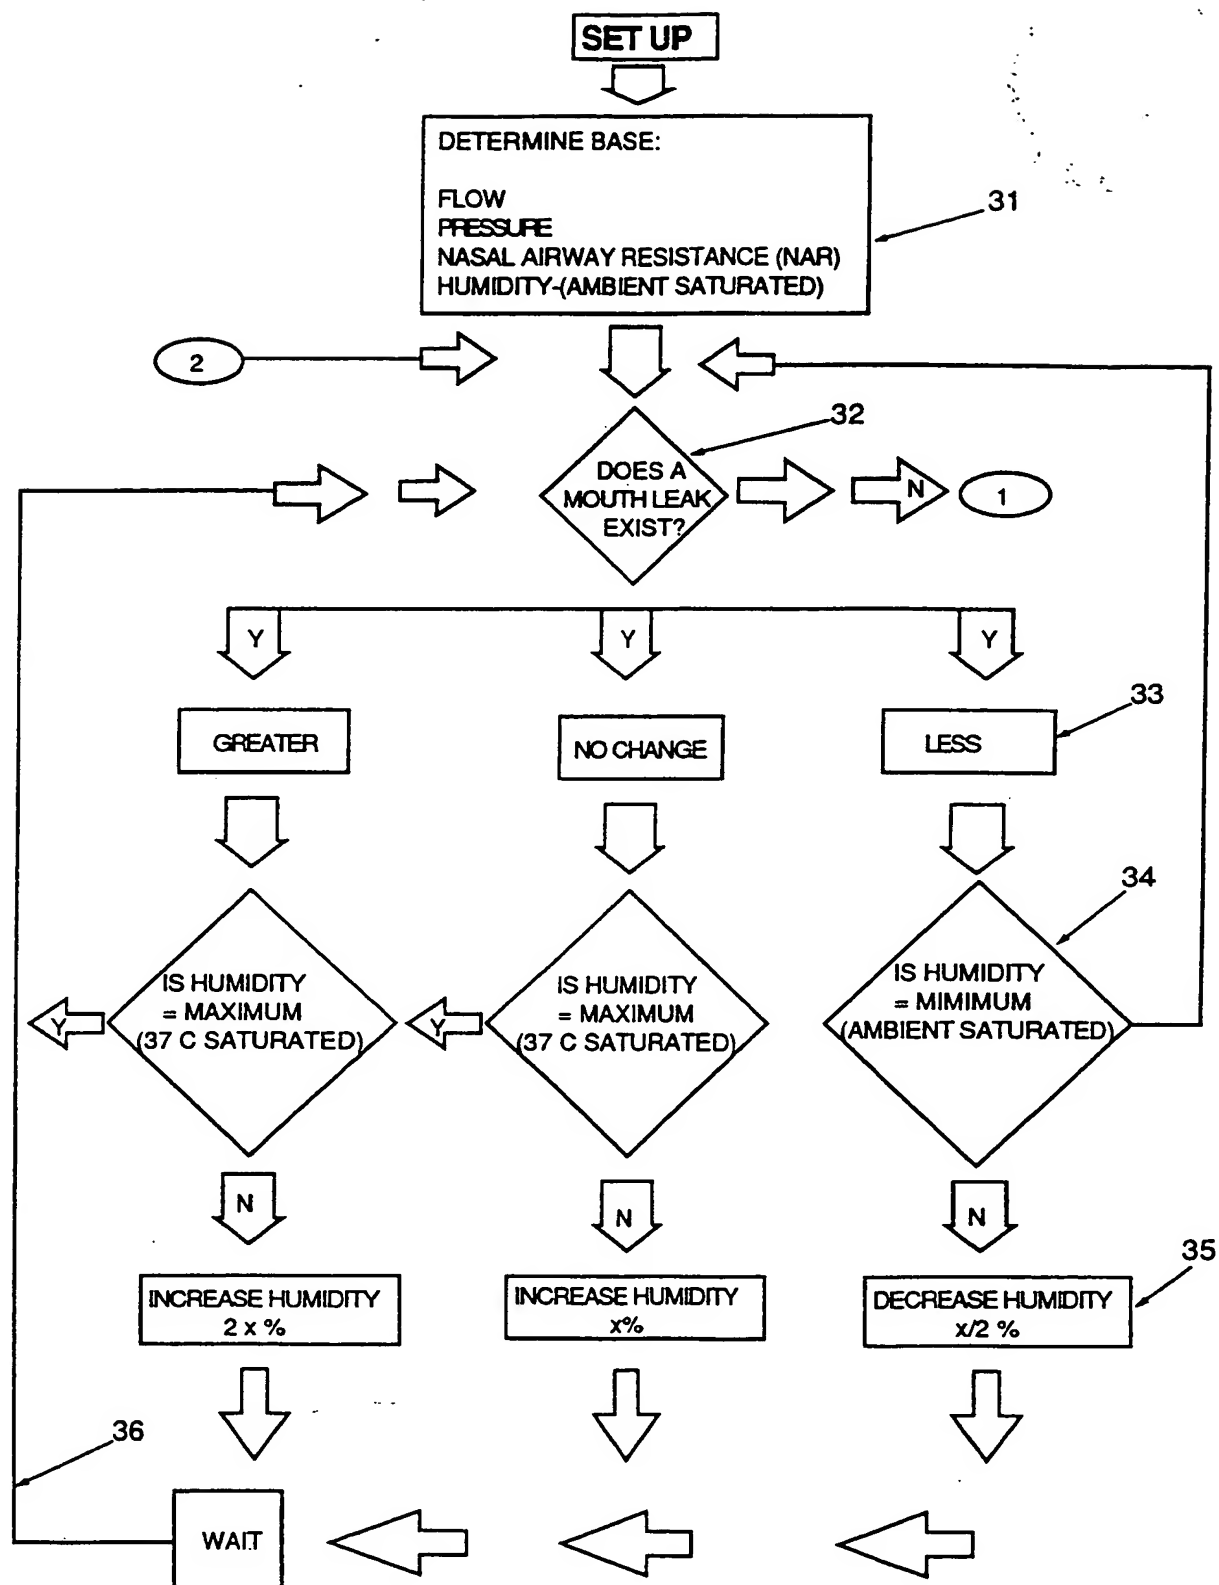 SET UP
DETERMINE BASE:
FLOW
PRESSURE
NASAL AIRWAY RESISTANCE (NAR)
HUMIDITY-(AMBIENT SATURATED)
31
2
32
DOES A
MOUTH LEAK
EXIST?
N
1
Y
Y
Y
33
GREATER
NO CHANGE
LESS
34
IS HUMIDITY
= MAXIMUM
(37 C SATURATED)
Y
IS HUMIDITY
= MAXIMUM
(37 C SATURATED)
Y
IS HUMIDITY
= MIMIMUM
(AMBIENT SATURATED)
N
N
N
35
INCREASE HUMIDITY
2 x %
INCREASE HUMIDITY
x%
DECREASE HUMIDITY
x/2 %
36
WAIT